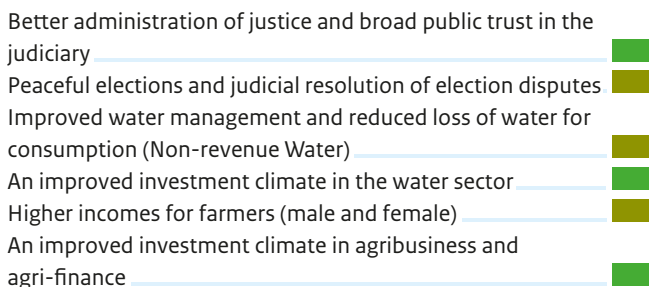 Better administration of justice and broad public trust in the
judiciary
Peaceful elections and judicial resolution of election disputes
Improved water management and reduced loss of water for
consumption (Non-revenue Water)
An improved investment climate in the water sector
Higher incomes for farmers (male and female)
An improved investment climate in agribusiness and
agri-finance